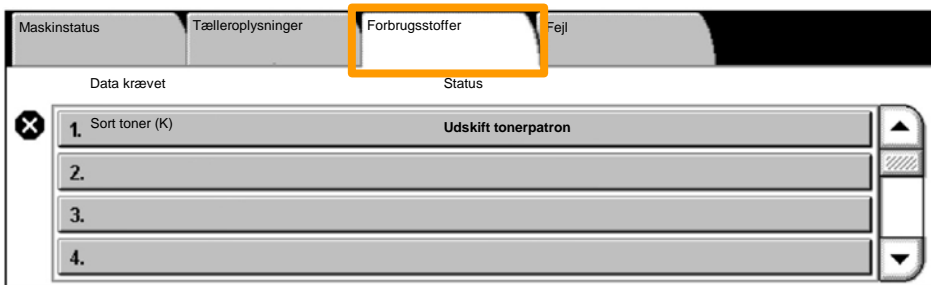 Maskinstatus Tælleroplysninger Forbrugsstoffer Fejl
Data krævet Status
1. Sort toner (K) Udskift tonerpatron
2.
3.
4.